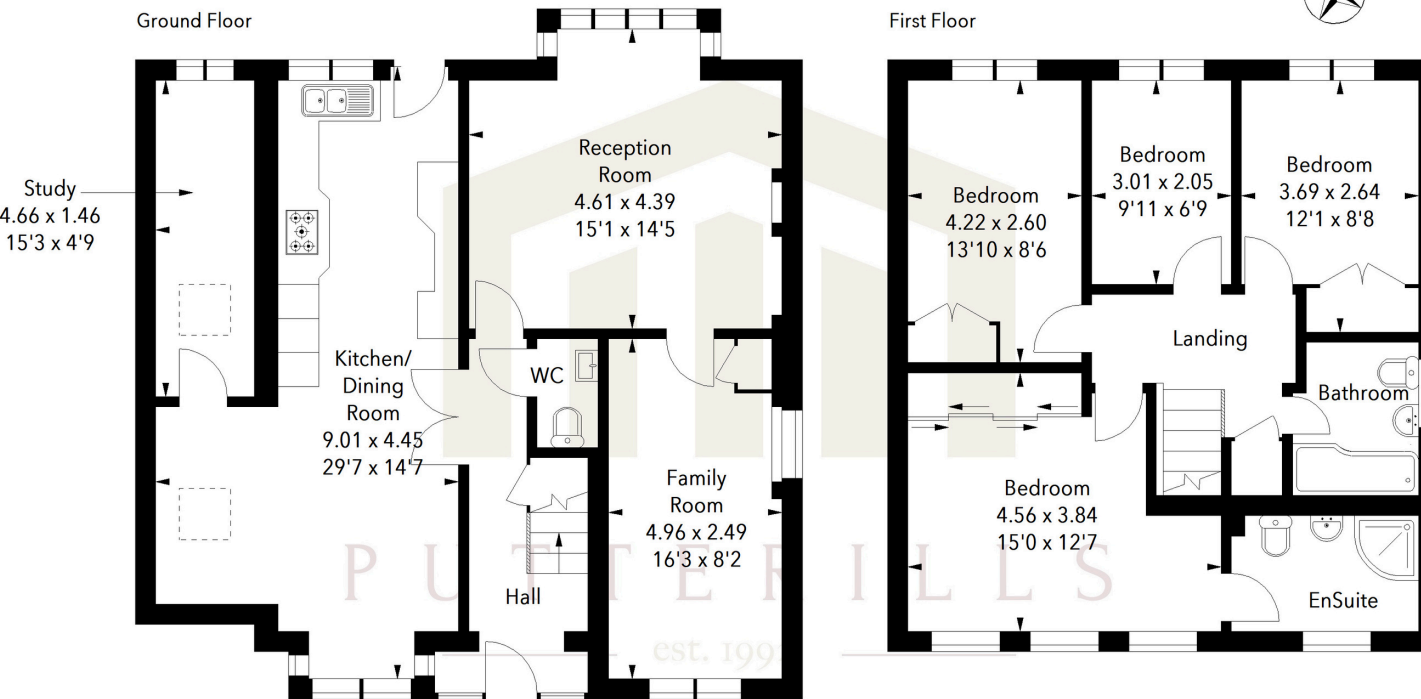 Ground Floor
Study
4.66 x 1.46
15'3 x 4'9
Kitchen/
Dining
Room
9.01 x 4.45
29'7 x 14'7
Reception
Room
4.61 x 4.39
15'1 x 14'5
WC
Hall
Family
Room
4.96 x 2.49
16'3 x 8'2
First Floor
Bedroom
4.22 x 2.60
13'10 x 8'6
Bedroom
3.01 x 2.05
9'11 x 6'9
Bedroom
3.69 x 2.64
12'1 x 8'8
Landing
Bathroom
Bedroom
4.56 x 3.84
15'0 x 12'7
EnSuite
PUTTERILLS
est.